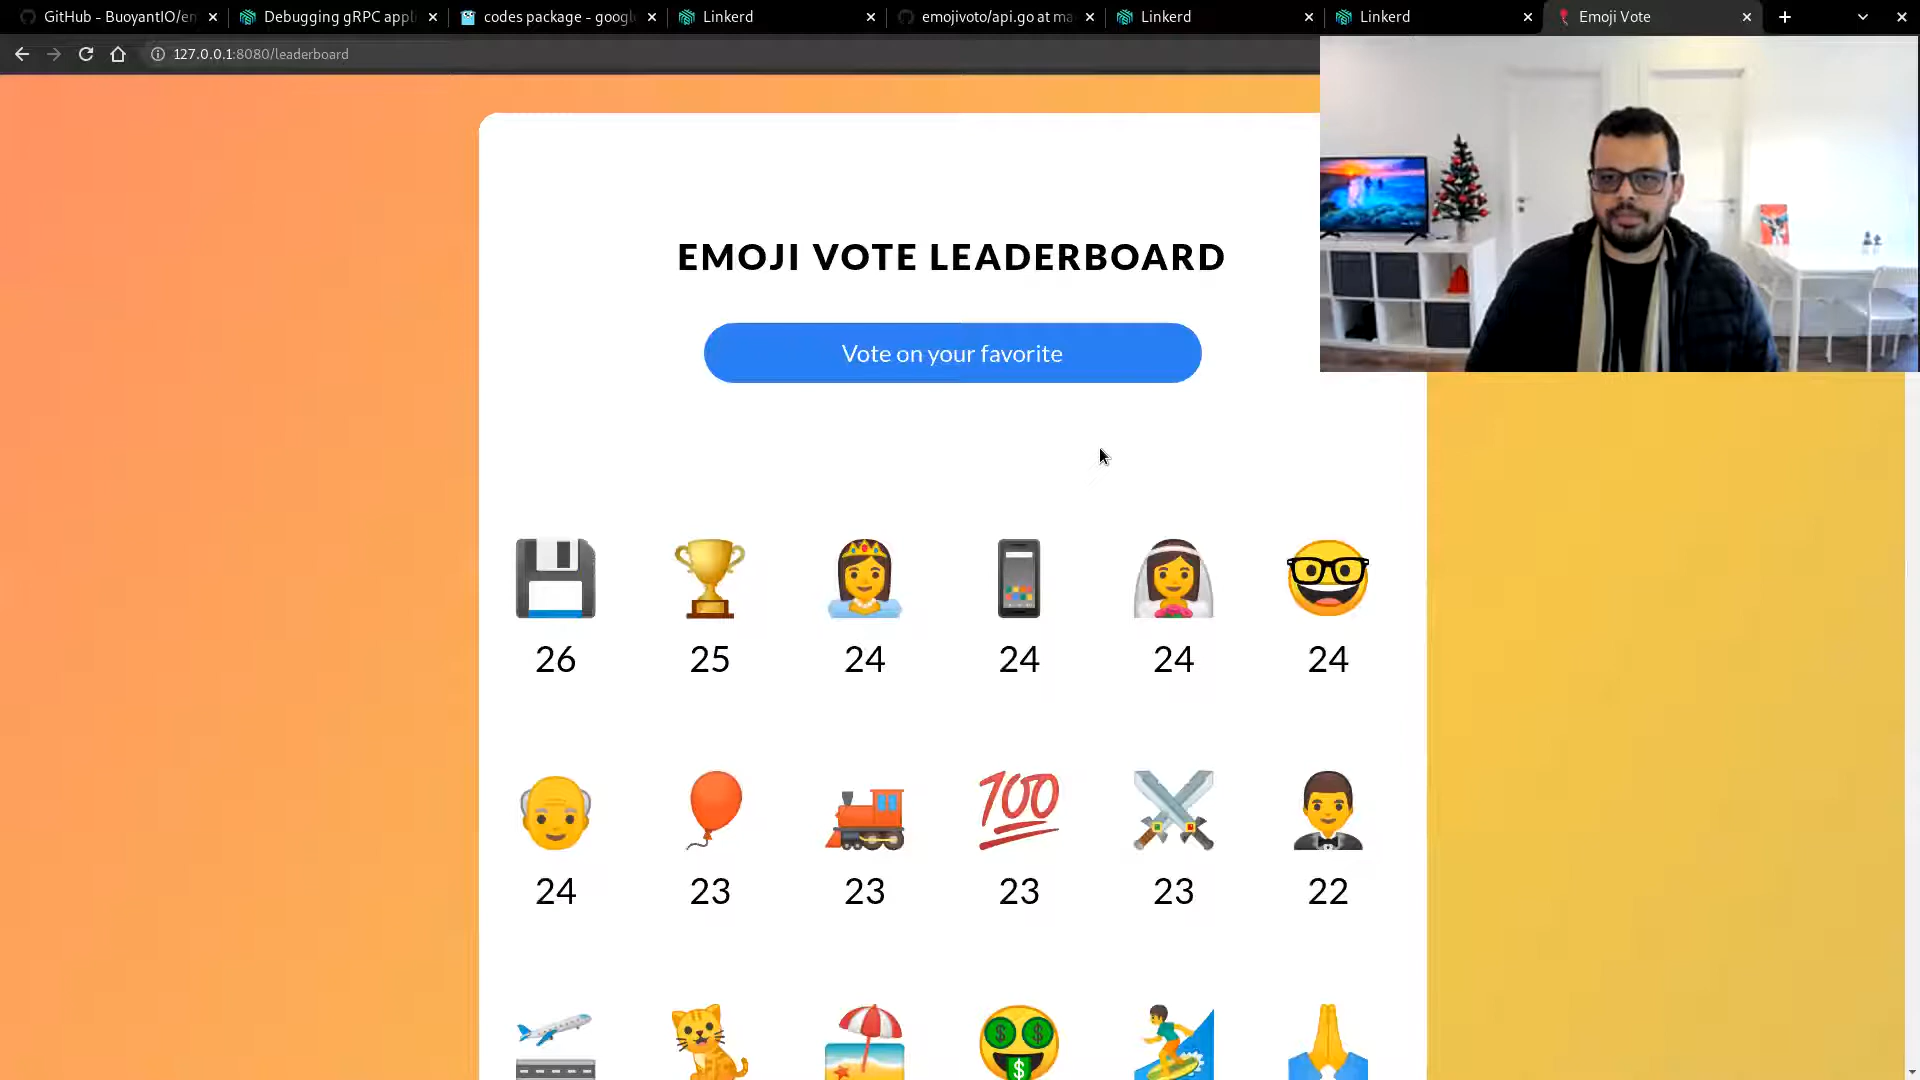 GitHub - BuoyantIO/en
Debugging gRPC appl
codes package - googl
Linkerd
emojivoto/api.go at ma
Linkerd
Linkerd
Emoji Vote
127.0.0.1:8080/leaderboard
EMOJI VOTE LEADERBOARD
Vote on your favorite
26 25 24 24 24 24
100
24 23 23 23 23 22